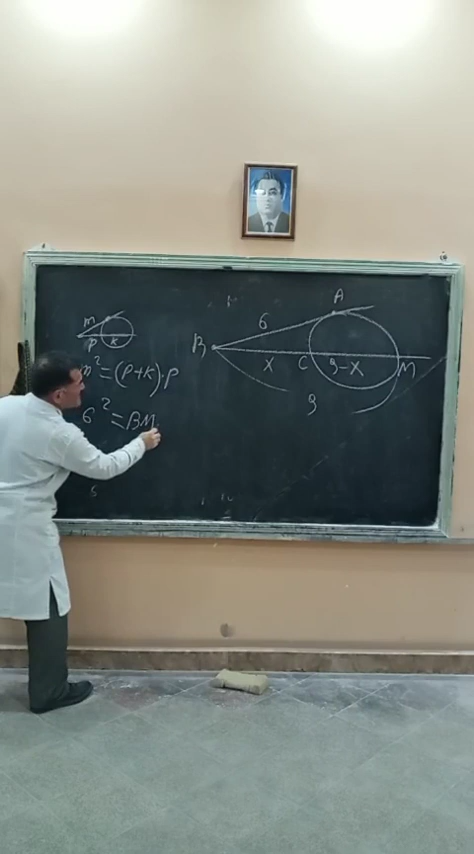 m
P K
m² = (P+K).P
6² = BM
A
6
B X C 9-X M
9